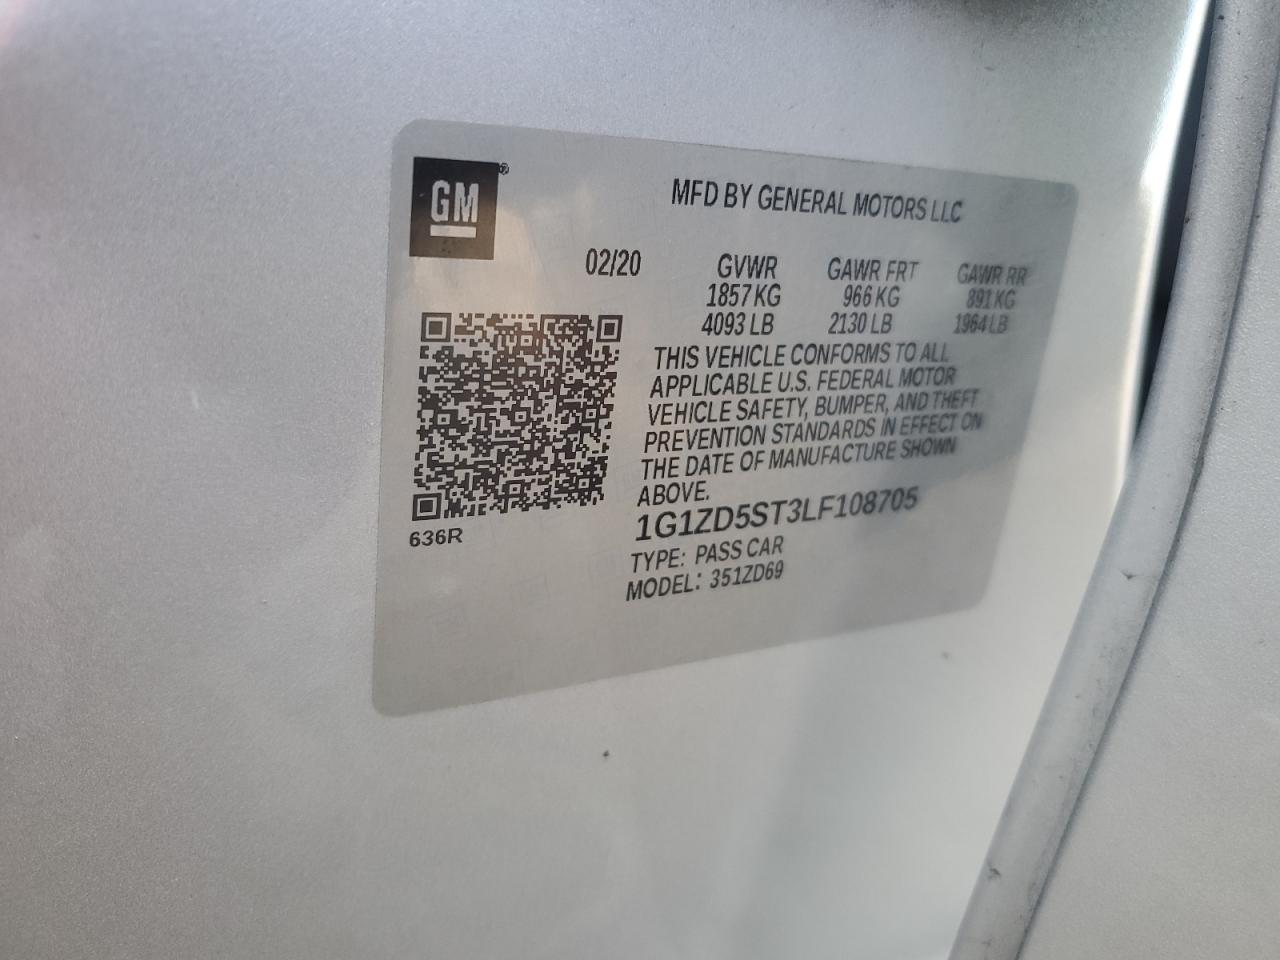 GM®
MFD BY GENERAL MOTORS LLC
02/20 GVWR GAWR FRT GAWR RR
1857 KG 966 KG 891 KG
4093 LB 2130 LB 1964 LB
THIS VEHICLE CONFORMS TO ALL
APPLICABLE U.S. FEDERAL MOTOR
VEHICLE SAFETY, BUMPER, AND THEFT
PREVENTION STANDARDS IN EFFECT ON
THE DATE OF MANUFACTURE SHOWN
ABOVE.
1G1ZD5ST3LF108705
636R
TYPE: PASS CAR
MODEL: 351ZD69